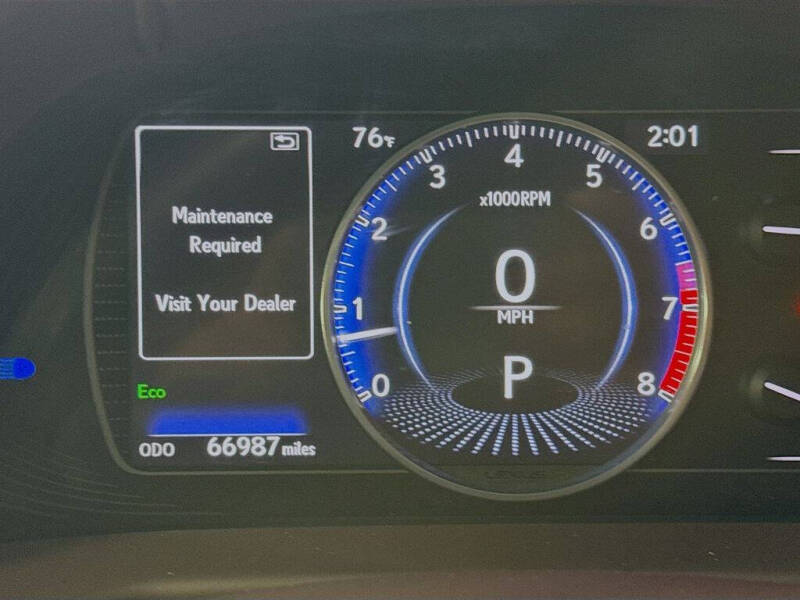 Maintenance
Required
Visit Your Dealer
Eco
ODO 66987 miles
76°F
2:01
x1000RPM
0 1 2 3 4 5 6 7 8
0
MPH
P
LEXUS